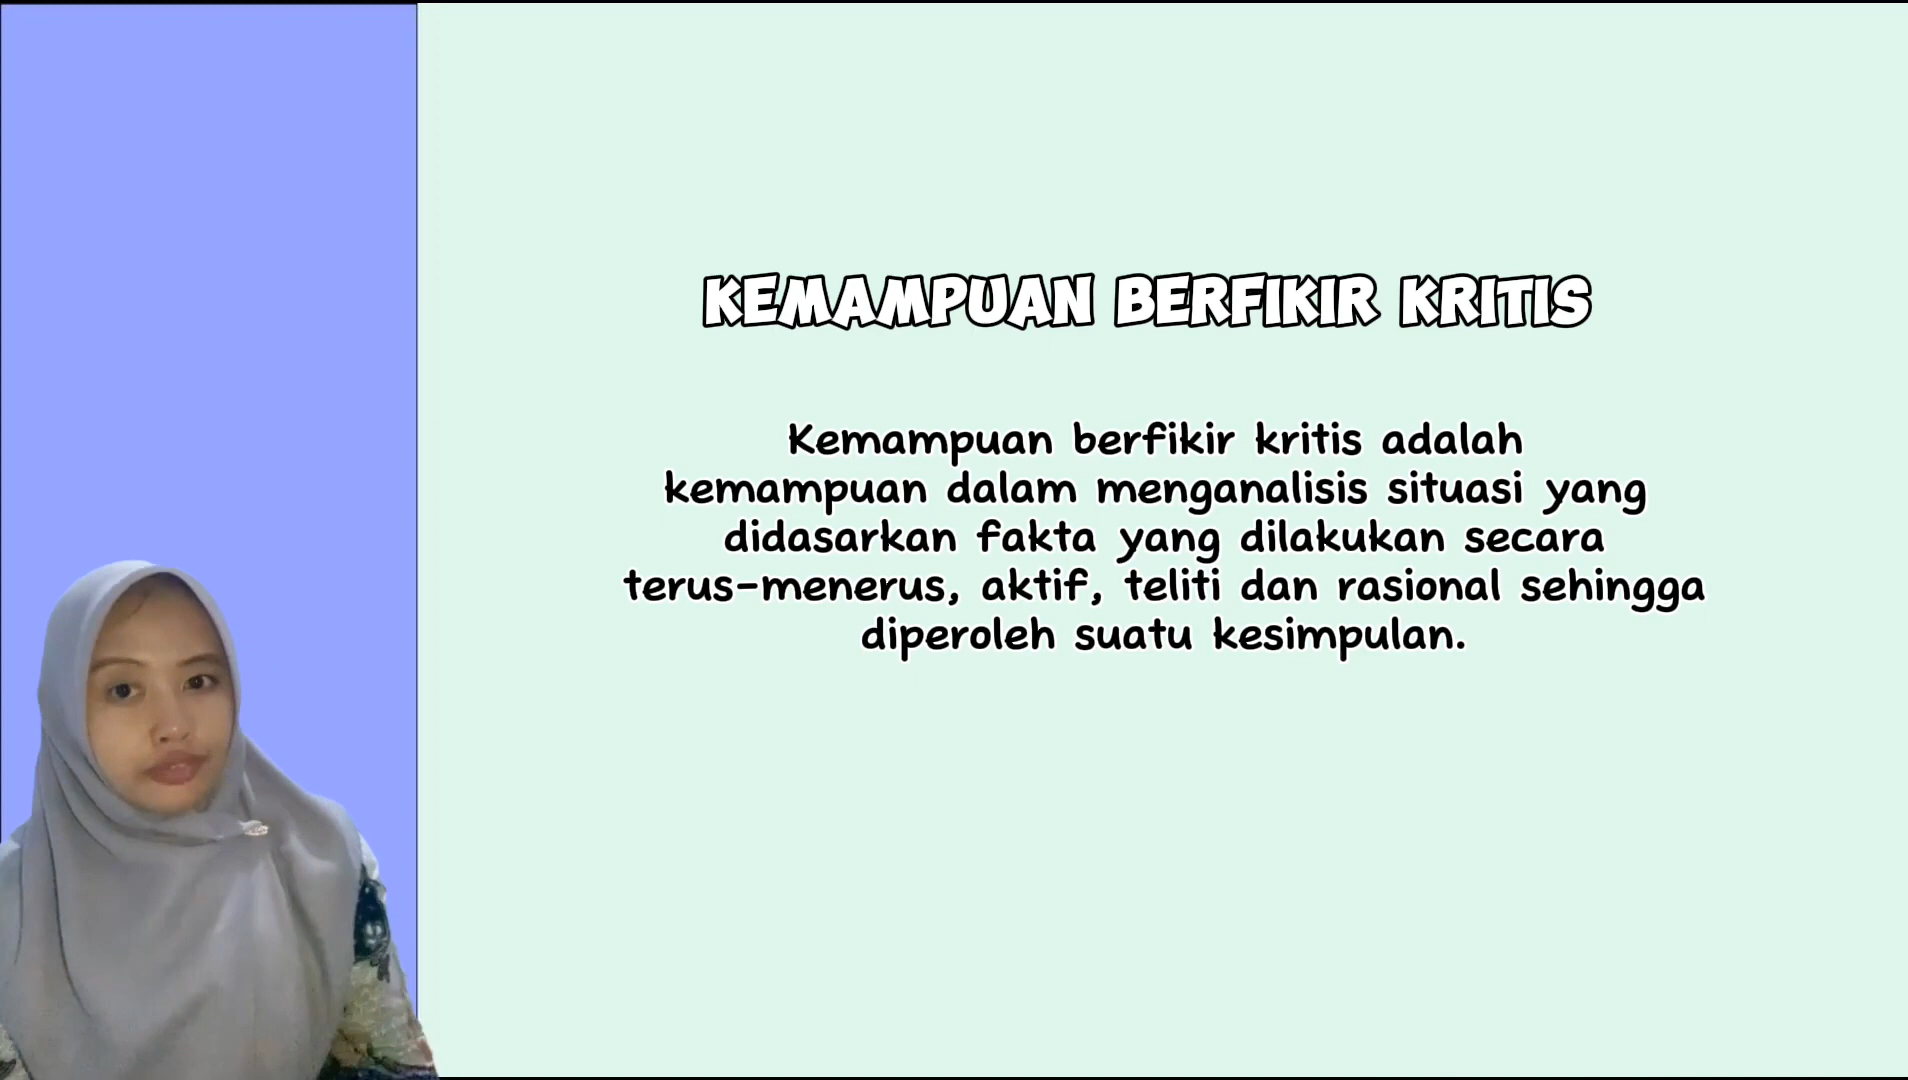 KEMAMPUAN BERFIKIR KRITIS
Kemampuan berfikir kritis adalah
kemampuan dalam menganalisis situasi yang
didasarkan fakta yang dilakukan secara
terus-menerus, aktif, teliti dan rasional sehingga
diperoleh suatu kesimpulan.